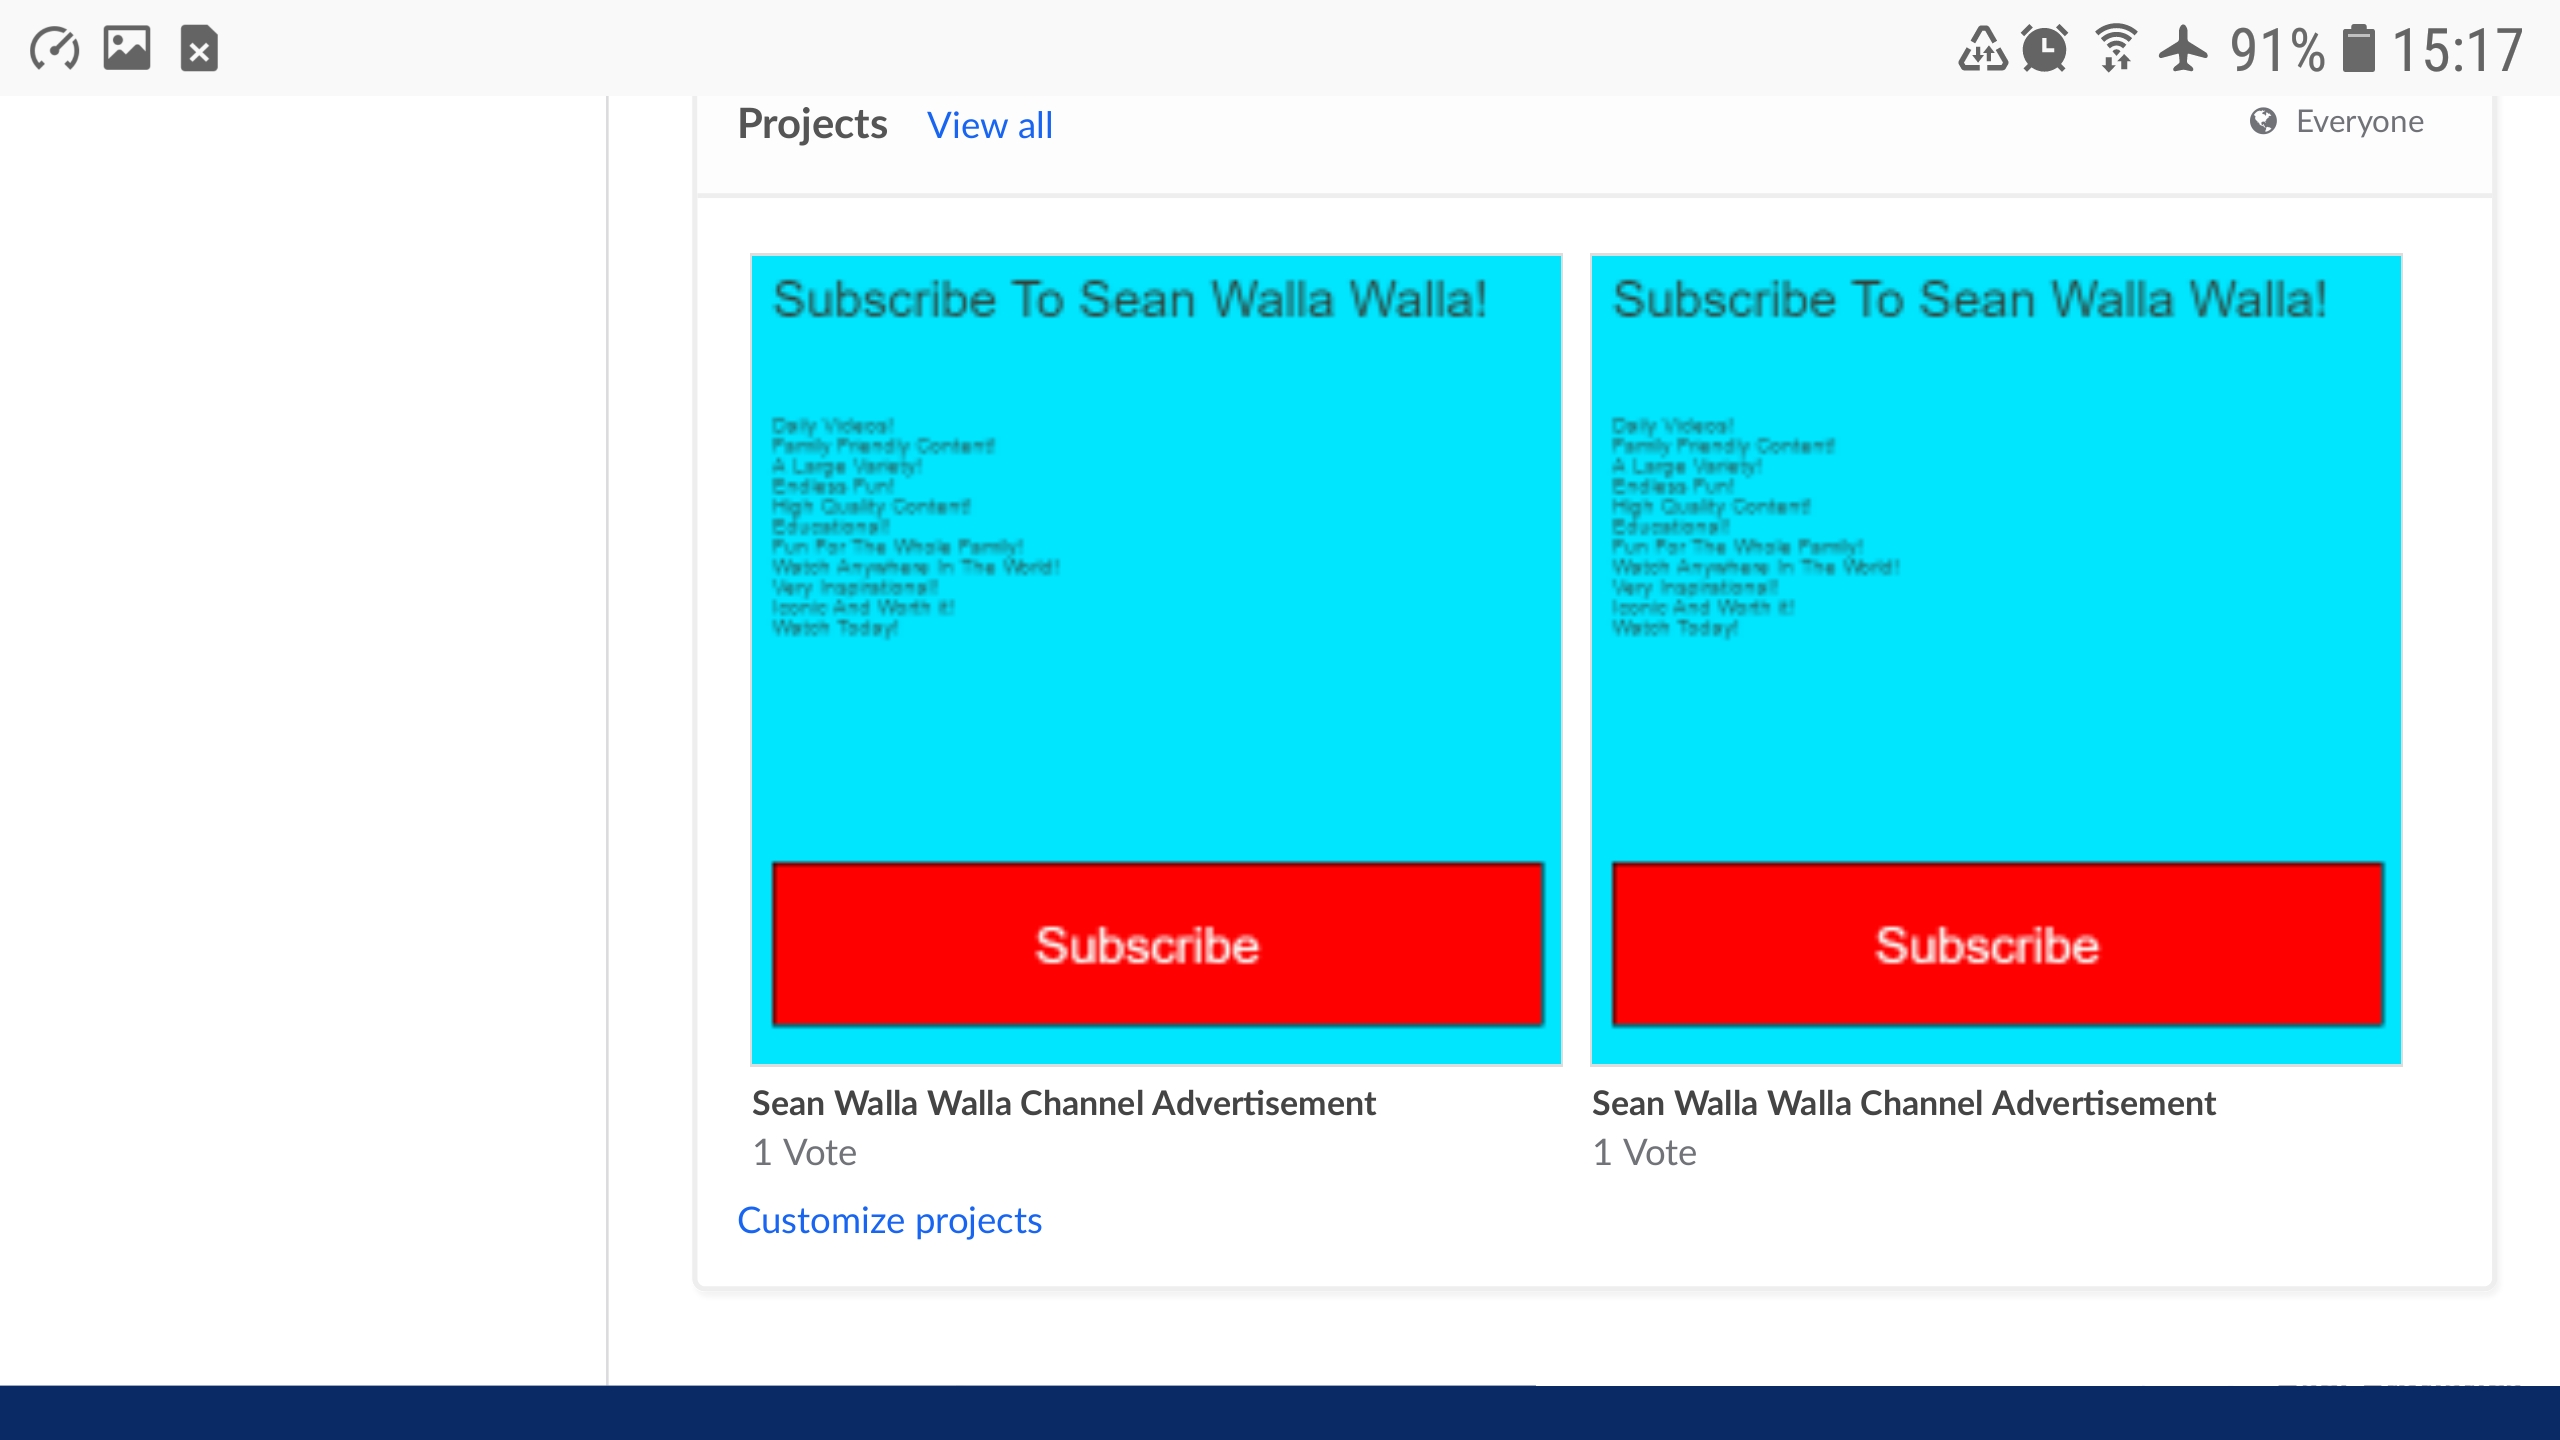 91% 15:17
Projects View all Everyone
Subscribe To Sean Walla Walla!
Daily Videos!
Family Friendly Content!
A Large Variety!
Endless Fun!
High Quality Content!
Educational!
Fun For The Whole Family!
Watch Anywhere In The World!
Very Inspirational!
Iconic And Worth it!
Watch Today!
Subscribe
Sean Walla Walla Channel Advertisement
1 Vote
Subscribe To Sean Walla Walla!
Daily Videos!
Family Friendly Content!
A Large Variety!
Endless Fun!
High Quality Content!
Educational!
Fun For The Whole Family!
Watch Anywhere In The World!
Very Inspirational!
Iconic And Worth it!
Watch Today!
Subscribe
Sean Walla Walla Channel Advertisement
1 Vote
Customize projects